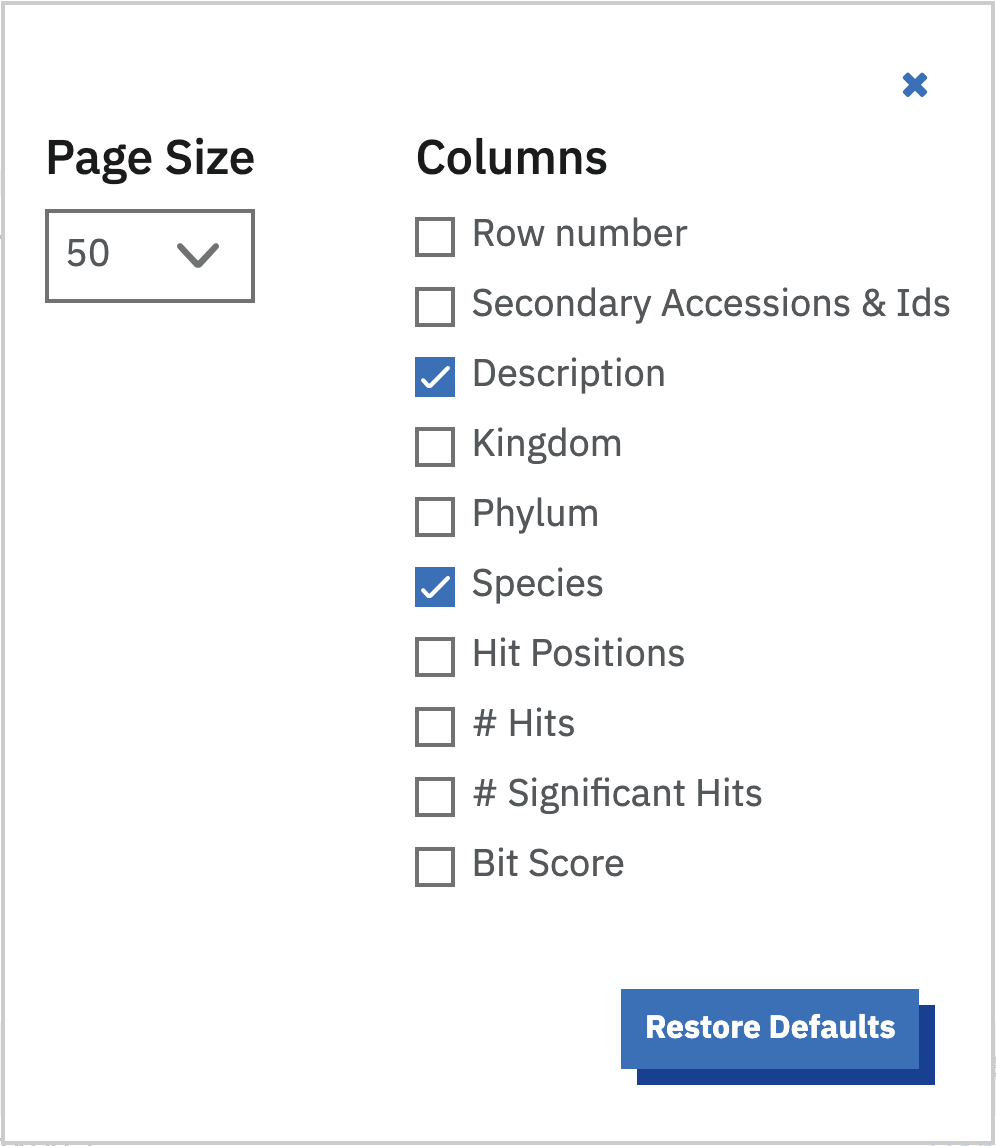 Page Size
50
Columns
Row number
Secondary Accessions & Ids
Description
Kingdom
Phylum
Species
Hit Positions
# Hits
# Significant Hits
Bit Score
Restore Defaults